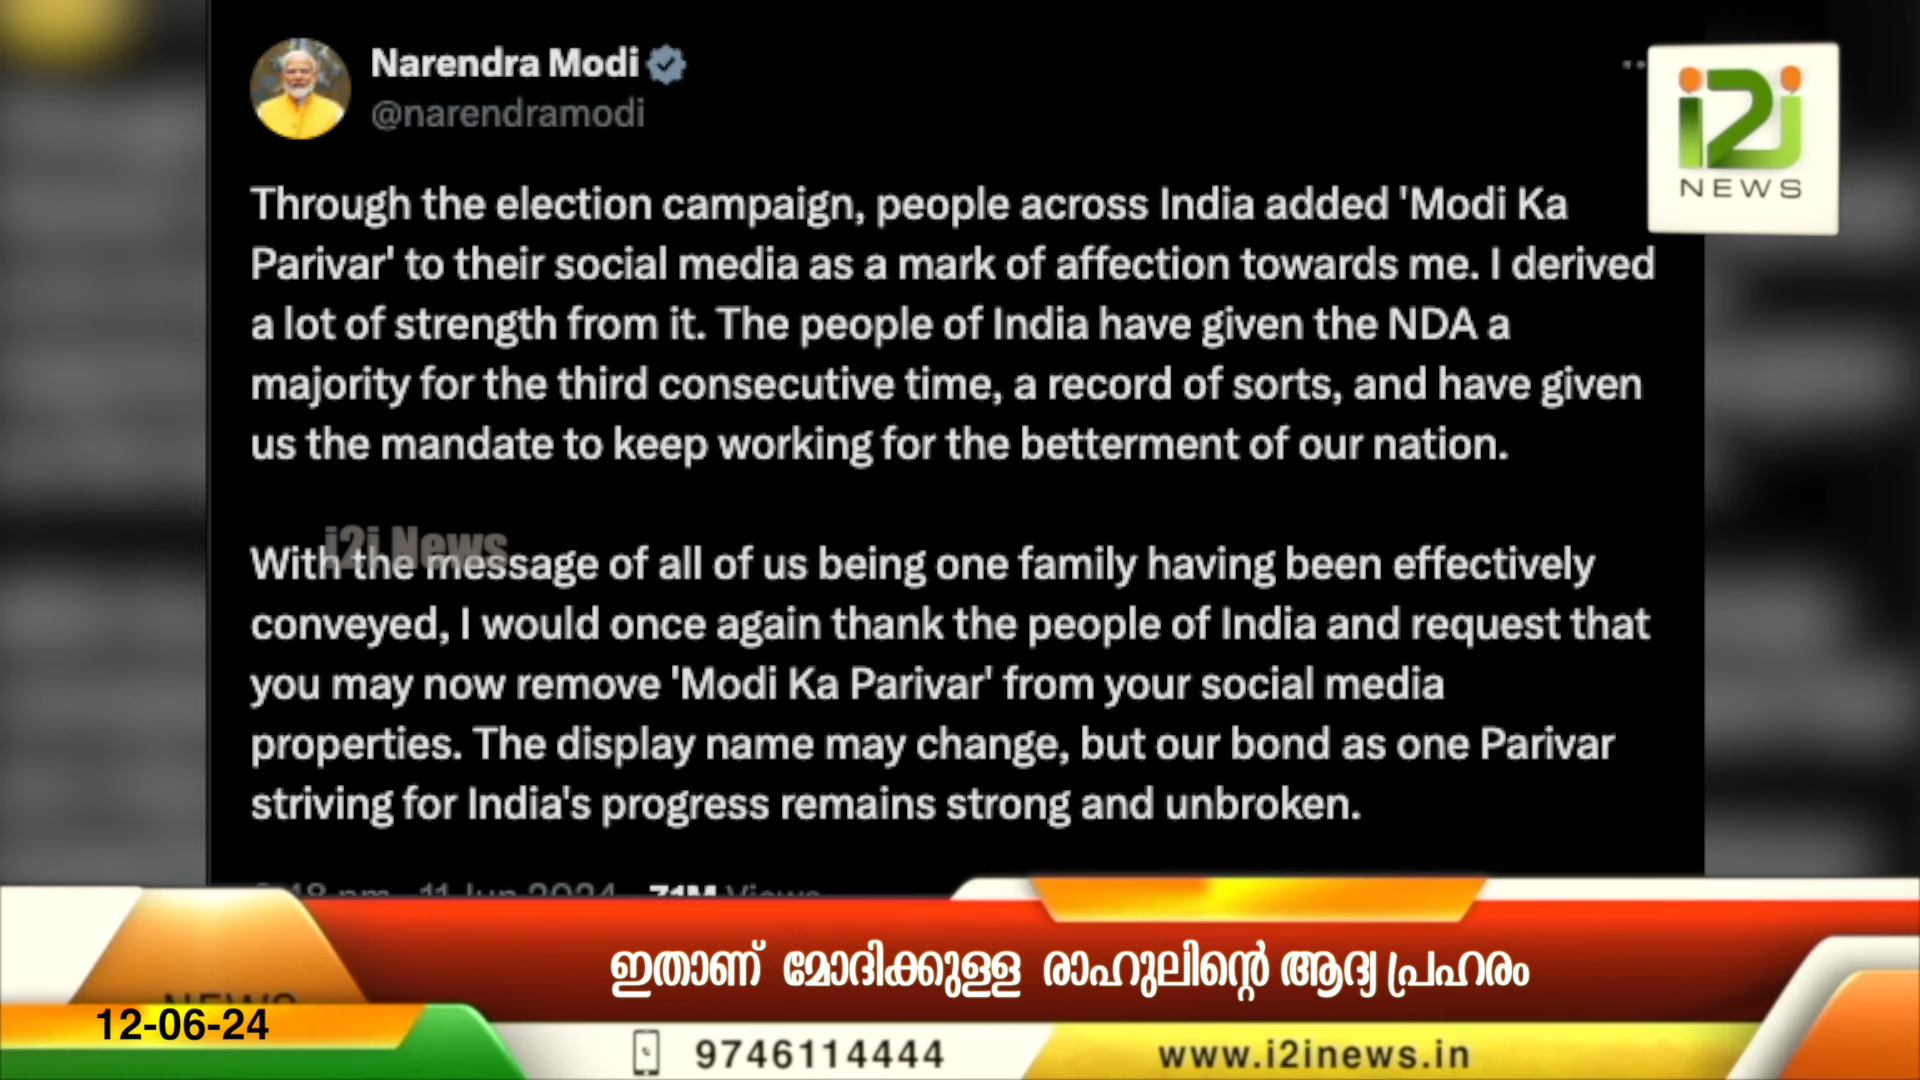 Narendra Modi
@narendramodi
i2i
NEWS
Through the election campaign, people across India added 'Modi Ka
Parivar' to their social media as a mark of affection towards me. I derived
a lot of strength from it. The people of India have given the NDA a
majority for the third consecutive time, a record of sorts, and have given
us the mandate to keep working for the betterment of our nation.
i2i News
With the message of all of us being one family having been effectively
conveyed, I would once again thank the people of India and request that
you may now remove 'Modi Ka Parivar' from your social media
properties. The display name may change, but our bond as one Parivar
striving for India's progress remains strong and unbroken.
11 Jun 2024 Views
ഇതാണ് മോദിക്കുള്ള രാഹുലിന്റെ ആദ്യ പ്രഹരം
NEWS
12-06-24
9746114444
www.i2inews.in